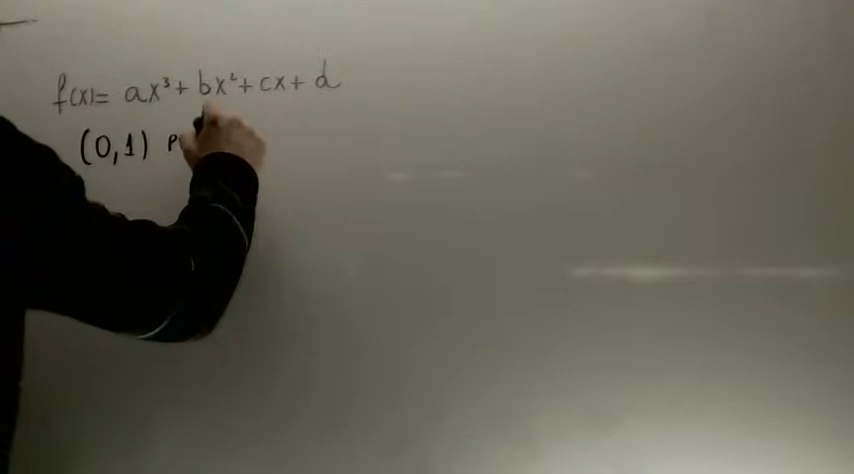 f(x)= ax³+bx²+cx+d
(0,1) P